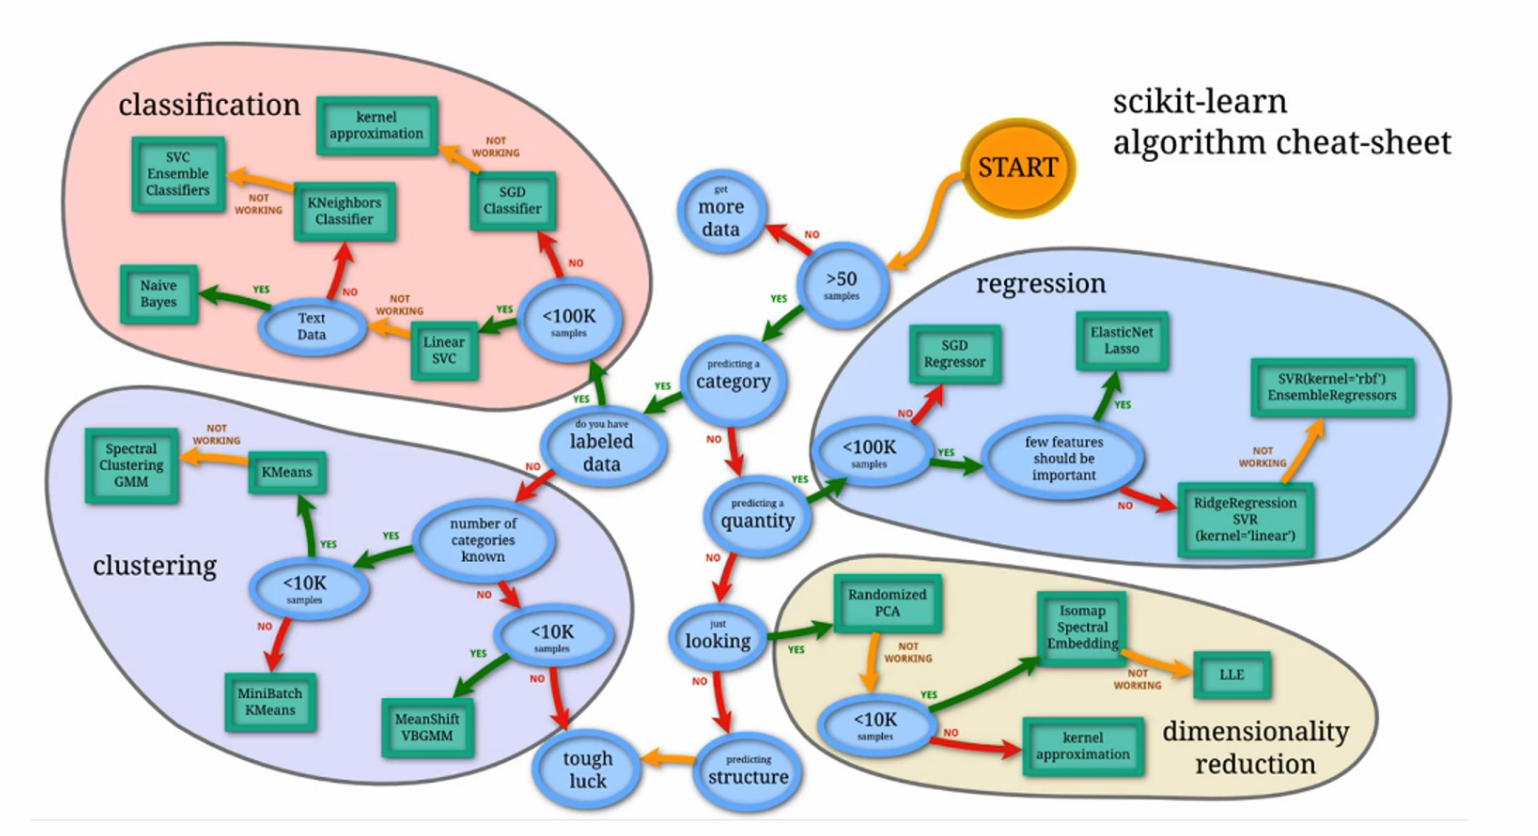 scikit-learn
algorithm cheat-sheet
START
classification
kernel
approximation
NOT
WORKING
SVC
Ensemble
Classifiers
NOT
WORKING
KNeighbors
Classifier
SGD
Classifier
NO
Naive
Bayes
YES
NO
Text
Data
NOT
WORKING
Linear
SVC
YES
<100K
samples
YES
get
more
data
NO
>50
samples
YES
predicting a
category
YES
do you have
labeled
data
NO
NO
predicting a
quantity
YES
NO
just
looking
YES
NO
predicting
structure
tough
luck
regression
SGD
Regressor
ElasticNet
Lasso
SVR(kernel='rbf')
EnsembleRegressors
NO
YES
<100K
samples
YES
few features
should be
important
NOT
WORKING
NO
RidgeRegression
SVR
(kernel='linear')
clustering
Spectral
Clustering
GMM
NOT
WORKING
KMeans
YES
number of
categories
known
YES
<10K
samples
NO
NO
<10K
samples
YES
NO
MiniBatch
KMeans
MeanShift
VBGMM
Randomized
PCA
NOT
WORKING
Isomap
Spectral
Embedding
NOT
WORKING
LLE
YES
<10K
samples
NO
kernel
approximation
dimensionality
reduction